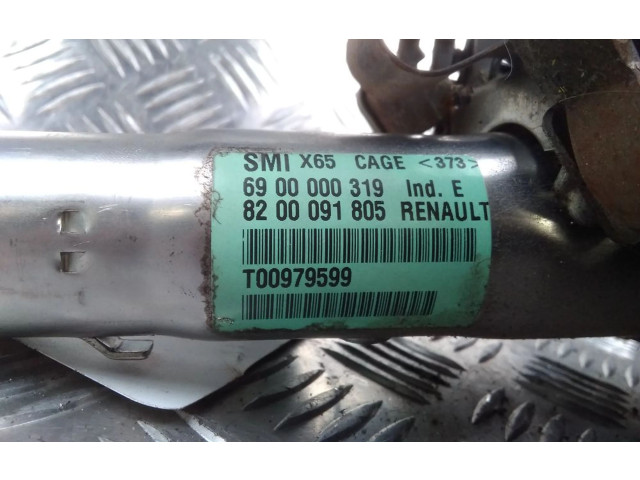 SMI X65 CAGE <373>
69 00 000 319 Ind. E
82 00 091 805 RENAULT
T00979599